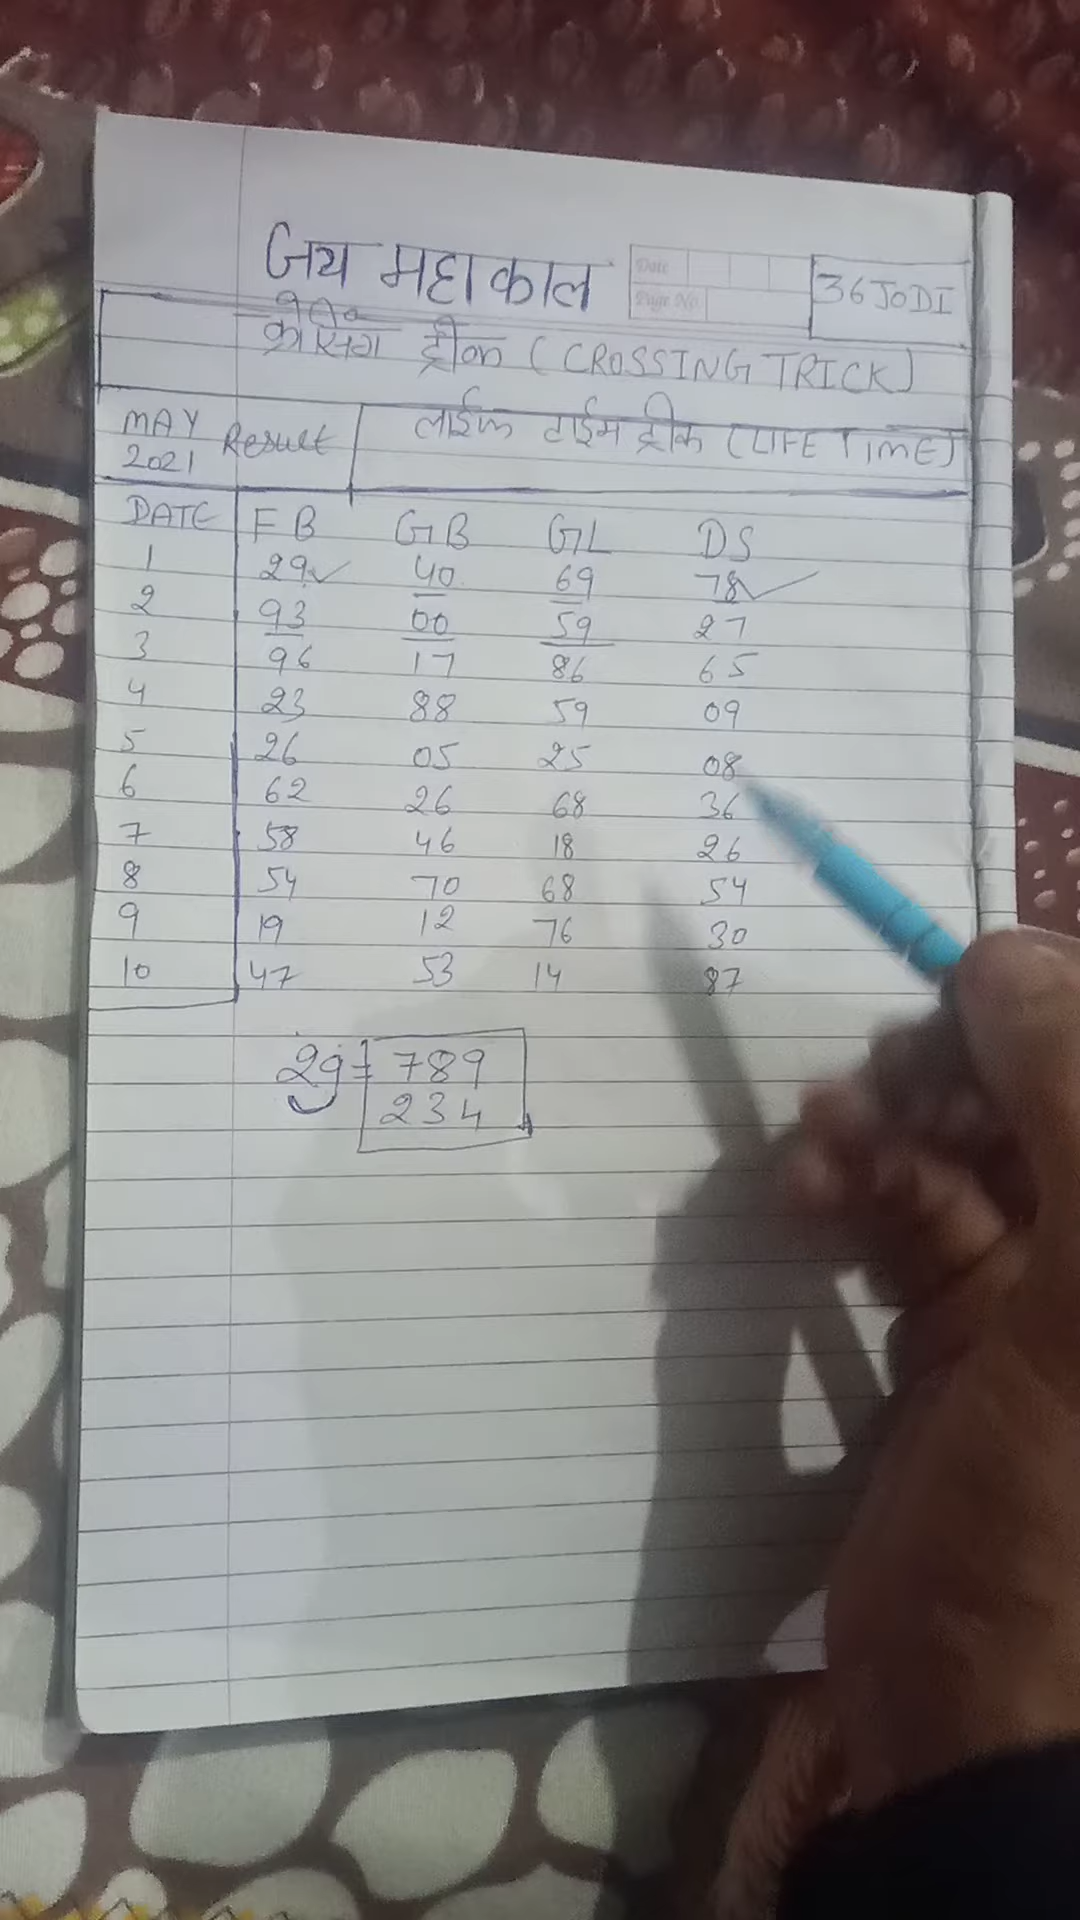 जय महाकाल
Date
Page No
36 JODI
क्रोसिंग ट्रीक (CROSSING TRICK)
MAY 2021 Result
लाईफ टाईम ट्रीक (LIFE TIME)
DATE FB GB GL DS
1 29 40 69 78
2 93 00 59 27
3 96 17 86 65
4 23 88 59 09
5 26 05 25 08
6 62 26 68 36
7 58 46 18 26
8 54 70 68 54
9 19 12 76 30
10 47 53 14 87
29 = 789
234